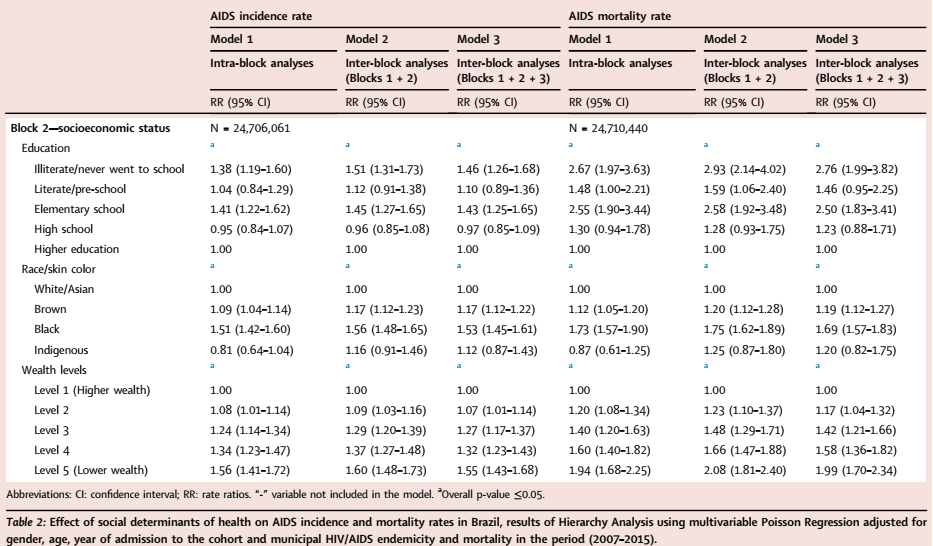 AIDS incidence rate AIDS mortality rate
Model 1 Model 2 Model 3 Model 1 Model 2 Model 3
Intra-block analyses Inter-block analyses (Blocks 1 + 2) Inter-block analyses (Blocks 1 + 2 + 3) Intra-block analyses Inter-block analyses (Blocks 1 + 2) Inter-block analyses (Blocks 1 + 2 + 3)
RR (95% CI) RR (95% CI) RR (95% CI) RR (95% CI) RR (95% CI) RR (95% CI)
Block 2—socioeconomic status N = 24,706,061 N = 24,710,440
Education a a a a a a
Illiterate/never went to school 1.38 (1.19–1.60) 1.51 (1.31–1.73) 1.46 (1.26–1.68) 2.67 (1.97–3.63) 2.93 (2.14–4.02) 2.76 (1.99–3.82)
Literate/pre-school 1.04 (0.84–1.29) 1.12 (0.91–1.38) 1.10 (0.89–1.36) 1.48 (1.00–2.21) 1.59 (1.06–2.40) 1.46 (0.95–2.25)
Elementary school 1.41 (1.22–1.62) 1.45 (1.27–1.65) 1.43 (1.25–1.65) 2.55 (1.90–3.44) 2.58 (1.92–3.48) 2.50 (1.83–3.41)
High school 0.95 (0.84–1.07) 0.96 (0.85–1.08) 0.97 (0.85–1.09) 1.30 (0.94–1.78) 1.28 (0.93–1.75) 1.23 (0.88–1.71)
Higher education 1.00 1.00 1.00 1.00 1.00 1.00
Race/skin color a a a a a a
White/Asian 1.00 1.00 1.00 1.00 1.00 1.00
Brown 1.09 (1.04–1.14) 1.17 (1.12–1.23) 1.17 (1.12–1.22) 1.12 (1.05–1.20) 1.20 (1.12–1.28) 1.19 (1.12–1.27)
Black 1.51 (1.42–1.60) 1.56 (1.48–1.65) 1.53 (1.45–1.61) 1.73 (1.57–1.90) 1.75 (1.62–1.89) 1.69 (1.57–1.83)
Indigenous 0.81 (0.64–1.04) 1.16 (0.91–1.46) 1.12 (0.87–1.43) 0.87 (0.61–1.25) 1.25 (0.87–1.80) 1.20 (0.82–1.75)
Wealth levels a a a a a a
Level 1 (Higher wealth) 1.00 1.00 1.00 1.00 1.00 1.00
Level 2 1.08 (1.01–1.14) 1.09 (1.03–1.16) 1.07 (1.01–1.14) 1.20 (1.08–1.34) 1.23 (1.10–1.37) 1.17 (1.04–1.32)
Level 3 1.24 (1.14–1.34) 1.29 (1.20–1.39) 1.27 (1.17–1.37) 1.40 (1.20–1.63) 1.48 (1.29–1.71) 1.42 (1.21–1.66)
Level 4 1.34 (1.23–1.47) 1.37 (1.27–1.48) 1.32 (1.23–1.43) 1.60 (1.40–1.82) 1.66 (1.47–1.88) 1.58 (1.36–1.82)
Level 5 (Lower wealth) 1.56 (1.41–1.72) 1.60 (1.48–1.73) 1.55 (1.43–1.68) 1.94 (1.68–2.25) 2.08 (1.81–2.40) 1.99 (1.70–2.34)
Abbreviations: CI: confidence interval; RR: rate ratios. "-" variable not included in the model. aOverall p-value ≤0.05.
Table 2: Effect of social determinants of health on AIDS incidence and mortality rates in Brazil, results of Hierarchy Analysis using multivariable Poisson Regression adjusted for
gender, age, year of admission to the cohort and municipal HIV/AIDS endemicity and mortality in the period (2007–2015).